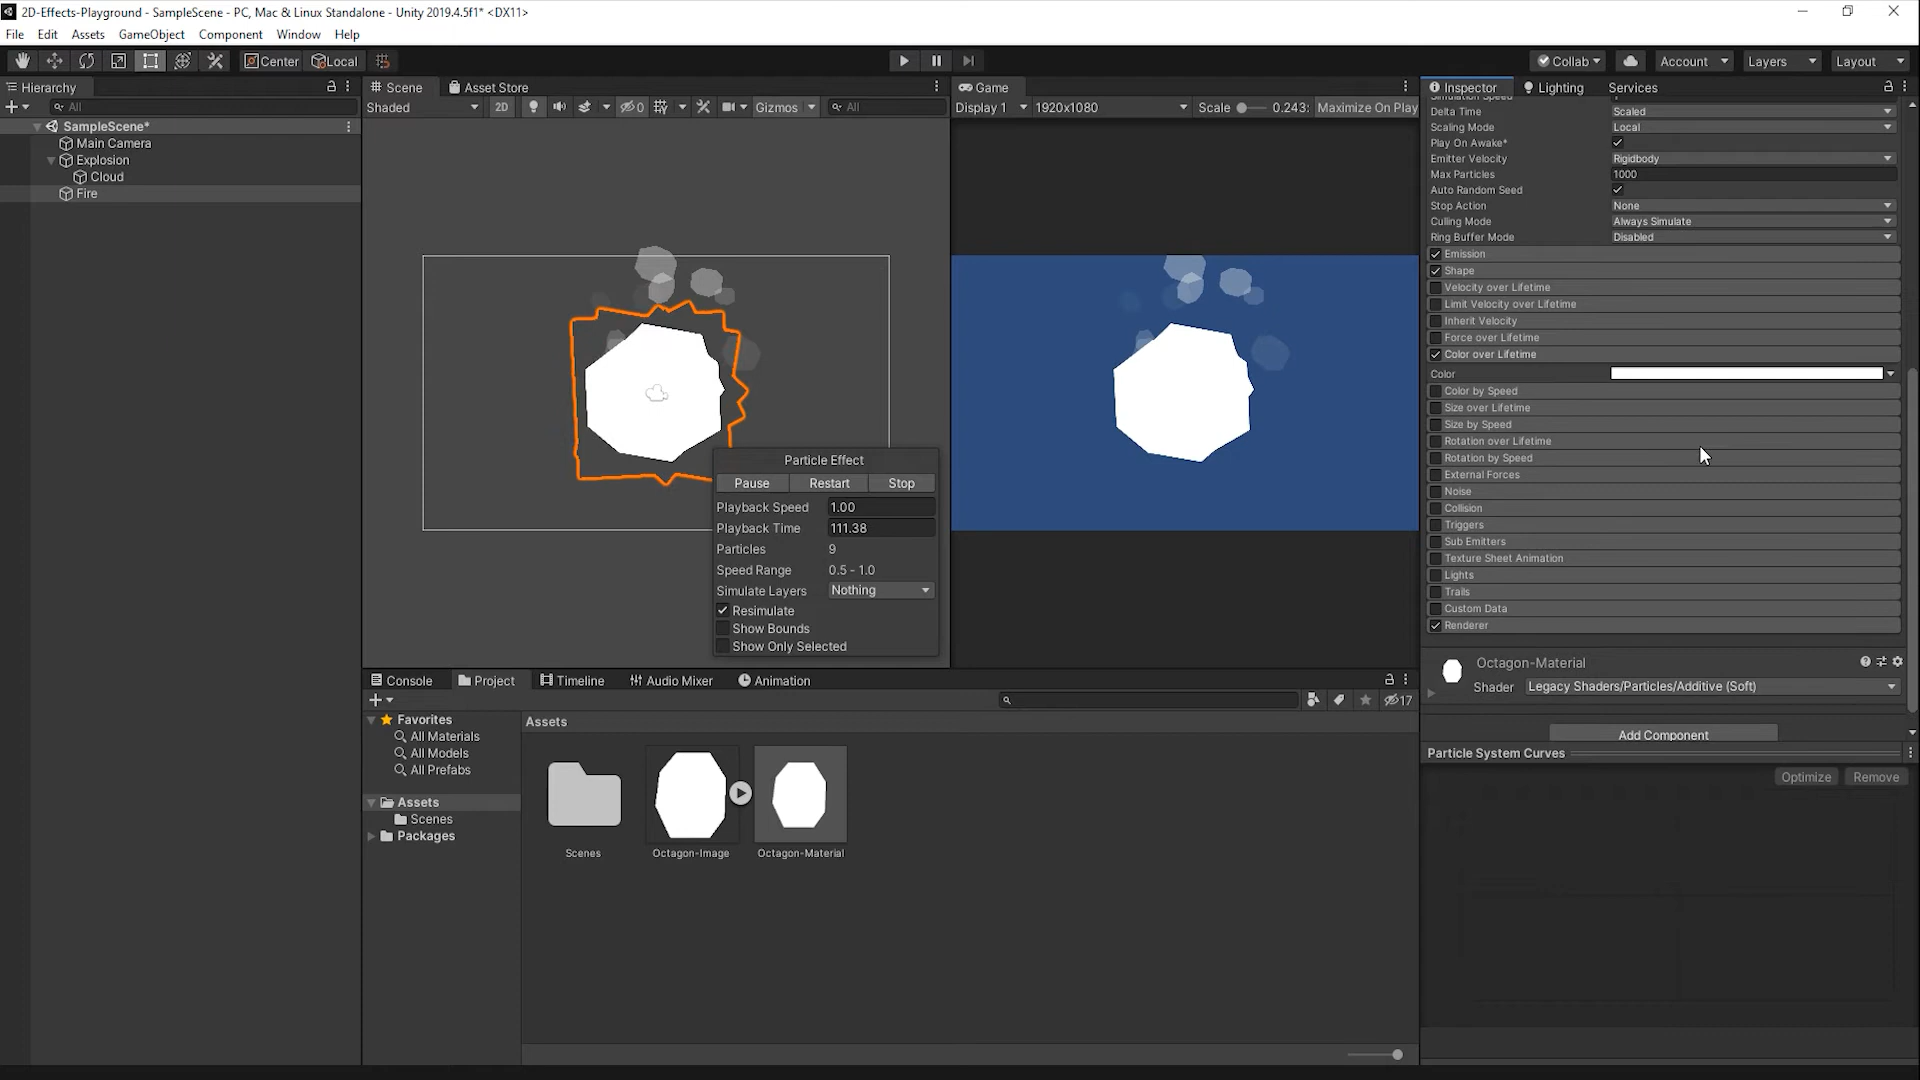 2D-Effects-Playground - SampleScene - PC, Mac & Linux Standalone - Unity 2019.4.5f1* <DX11>
File Edit Assets GameObject Component Window Help
Center Local Collab Account Layers Layout
Hierarchy
All
SampleScene*
Main Camera
Explosion
Cloud
Fire
Scene Asset Store
Shaded 2D 0 Gizmos All
Particle Effect
Pause Restart Stop
Playback Speed 1.00
Playback Time 111.38
Particles 9
Speed Range 0.5 - 1.0
Simulate Layers Nothing
Resimulate
Show Bounds
Show Only Selected
Game
Display 1 1920x1080 Scale 0.243 Maximize On Play
Console Project Timeline Audio Mixer Animation
17
Favorites
All Materials
All Models
All Prefabs
Assets
Scenes
Packages
Assets
Scenes Octagon-Image Octagon-Material
Inspector Lighting Services
Delta Time Scaled
Scaling Mode Local
Play On Awake*
Emitter Velocity Rigidbody
Max Particles 1000
Auto Random Seed
Stop Action None
Culling Mode Always Simulate
Ring Buffer Mode Disabled
Emission
Shape
Velocity over Lifetime
Limit Velocity over Lifetime
Inherit Velocity
Force over Lifetime
Color over Lifetime
Color
Color by Speed
Size over Lifetime
Size by Speed
Rotation over Lifetime
Rotation by Speed
External Forces
Noise
Collision
Triggers
Sub Emitters
Texture Sheet Animation
Lights
Trails
Custom Data
Renderer
Octagon-Material
Shader Legacy Shaders/Particles/Additive (Soft)
Add Component
Particle System Curves
Optimize Remove